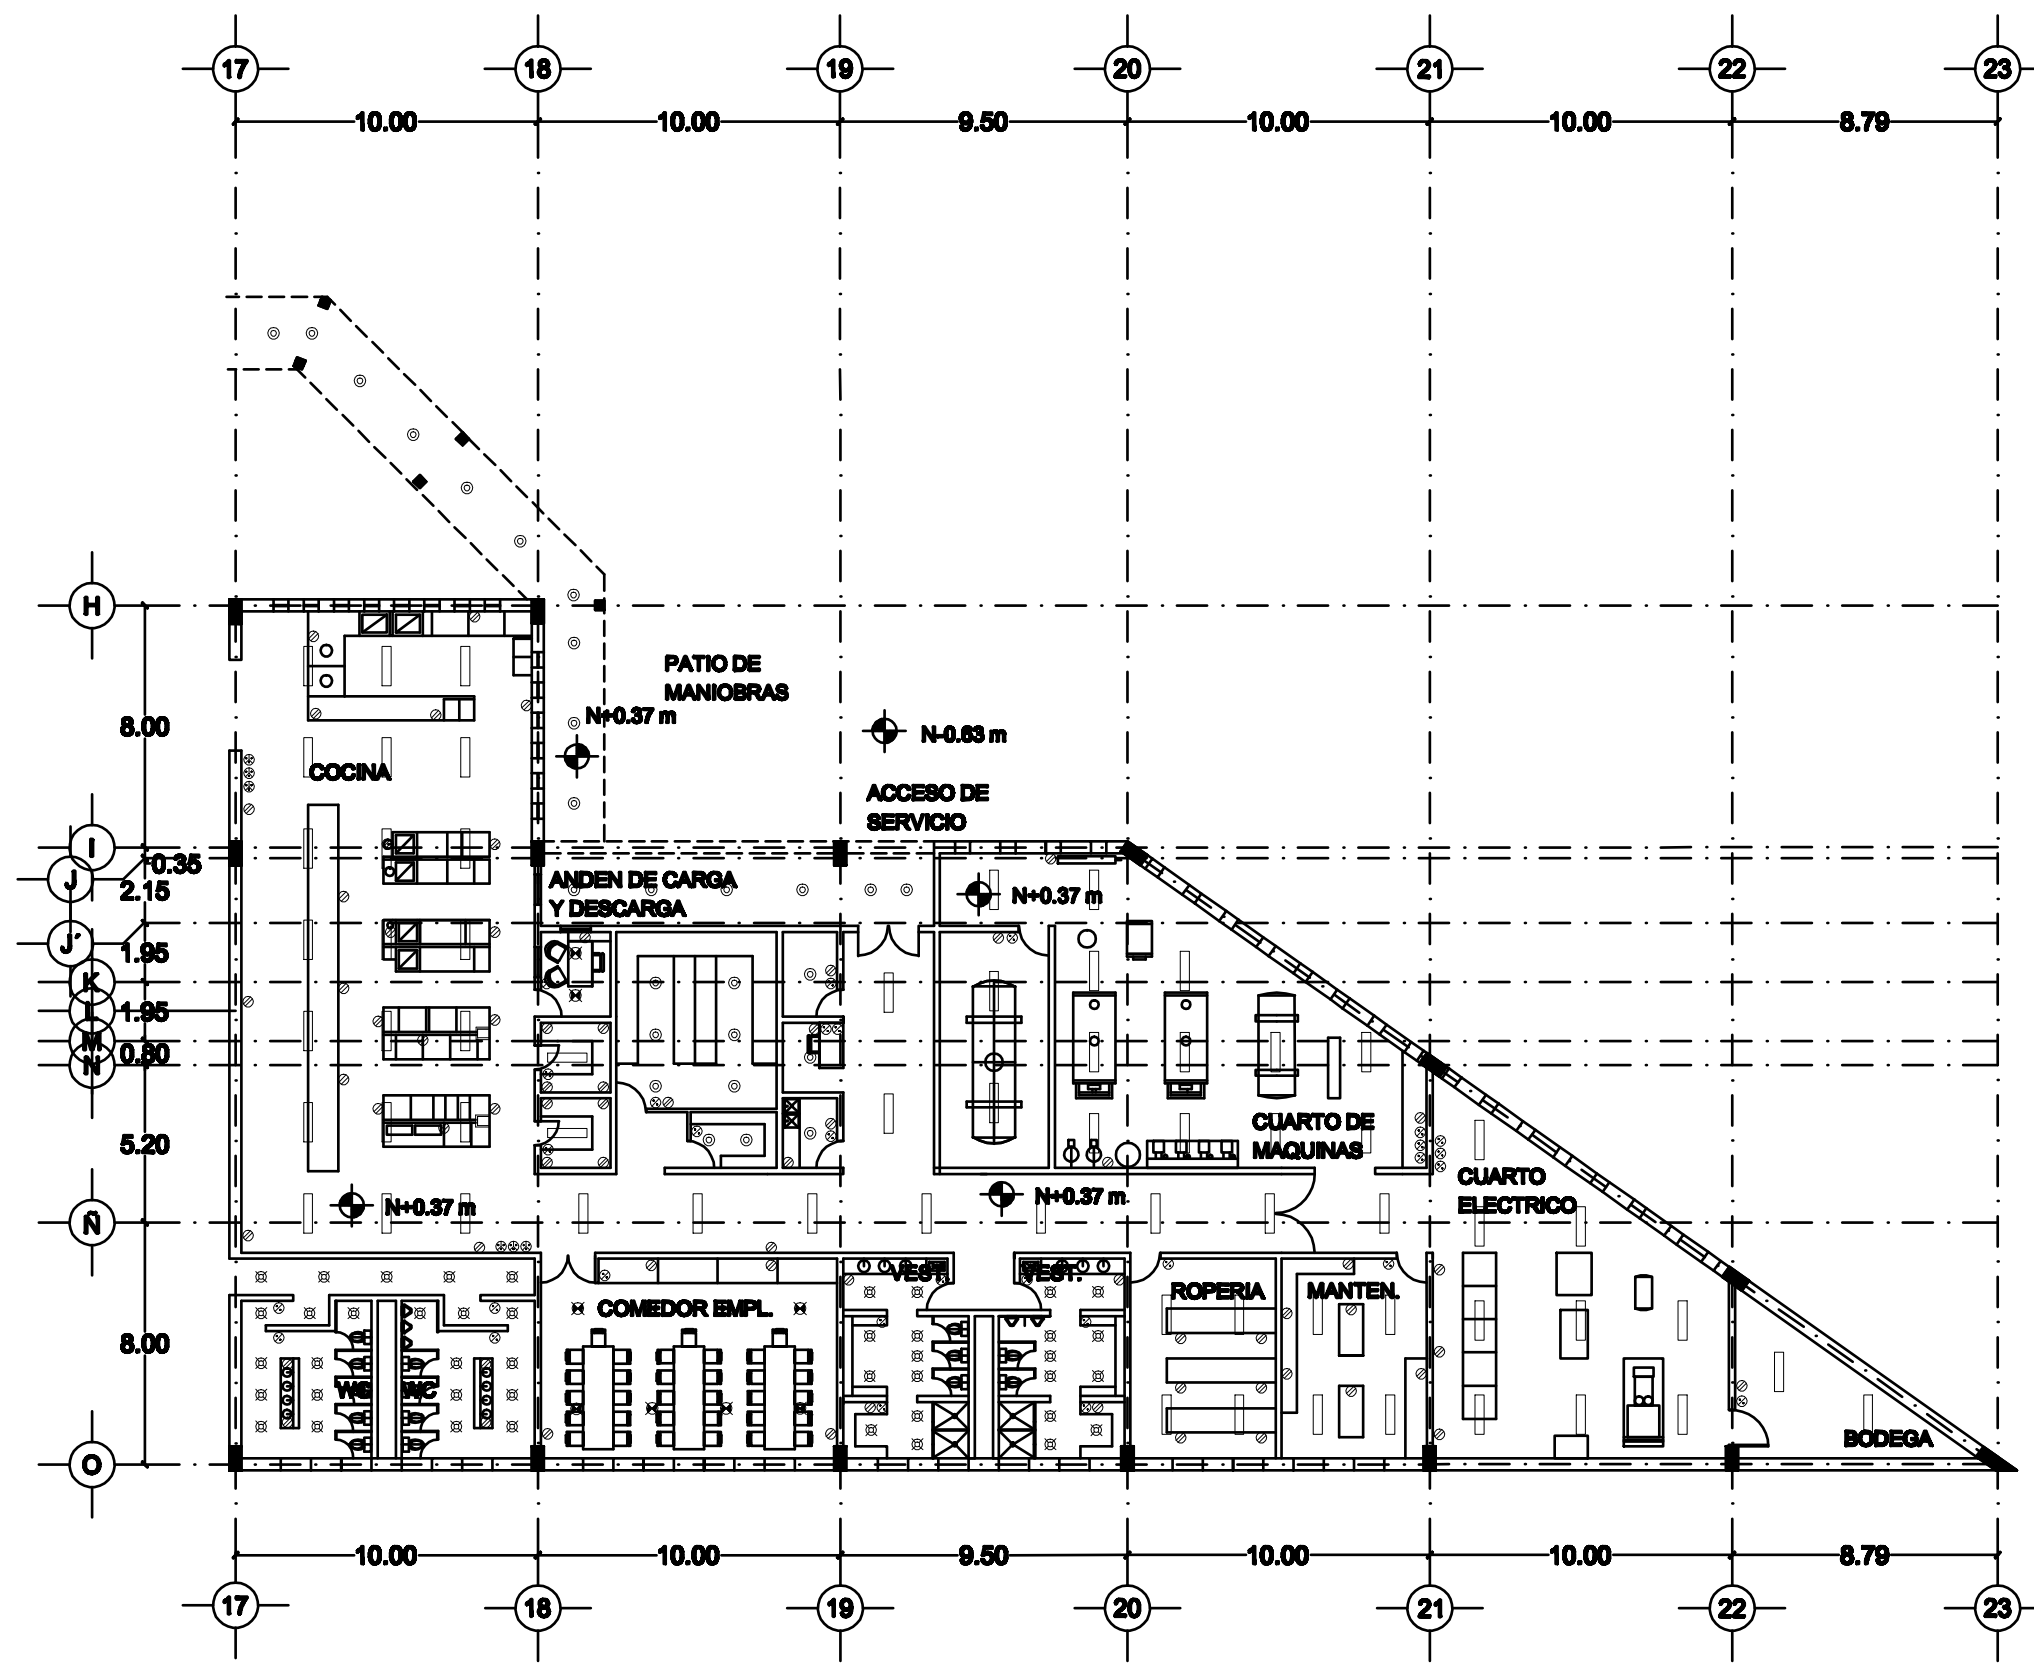 17 18 19 20 21 22 23
10.00 10.00 9.50 10.00 10.00 8.79
H
PATIO DE
MANIOBRAS
N+0.37 m
8.00
N-0.63 m
COCINA
ACCESO DE
SERVICIO
I
0.35
J
2.15
ANDEN DE CARGA
Y DESCARGA
N+0.37 m
J´
1.95
K
L
1.95
M
0.80
N
CUARTO DE
MAQUINAS
5.20
CUARTO
ELECTRICO
N+0.37 m
N+0.37 m
Ñ
VEST. VEST.
ROPERIA
MANTEN.
COMEDOR EMPL.
8.00
WC WC
BODEGA
O
10.00 10.00 9.50 10.00 10.00 8.79
17 18 19 20 21 22 23